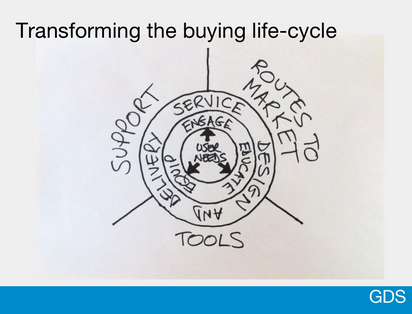 Transforming the buying life-cycle
SUPPORT
ROUTES TO
MARKET
SERVICE
DESIGN
AND
DELIVERY
ENGAGE
EDUCATE
EQUIP
USER
NEEDS
TOOLS
GDS